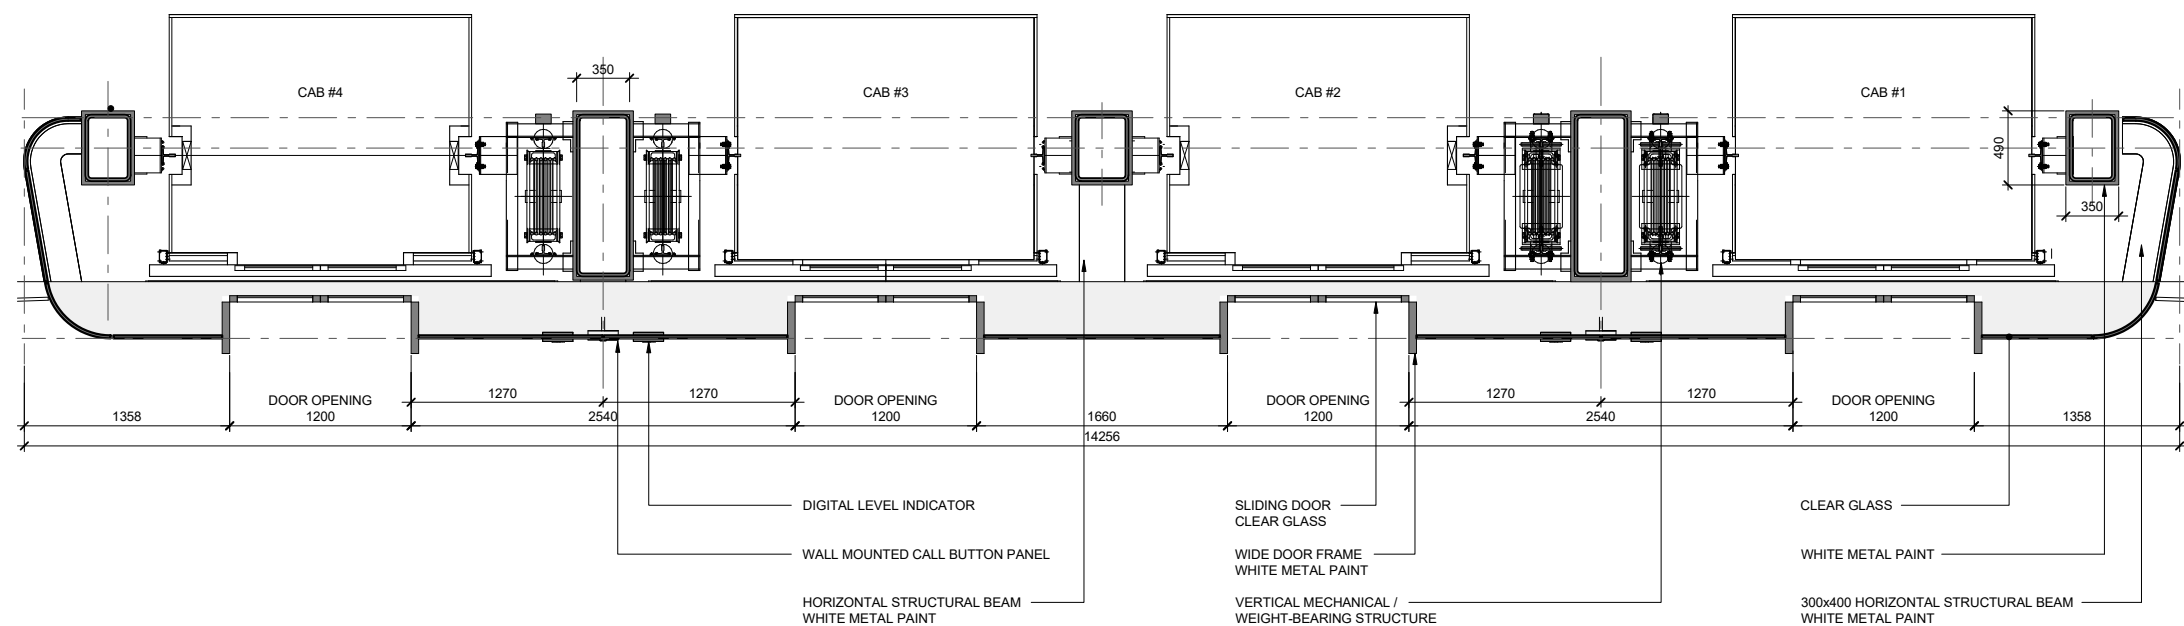 350
CAB #4
CAB #3
CAB #2
CAB #1
490
350
1270
1270
1270
1270
DOOR OPENING
DOOR OPENING
DOOR OPENING
DOOR OPENING
1358
1200
2540
1200
1660
1200
2540
1200
1358
14256
DIGITAL LEVEL INDICATOR
WALL MOUNTED CALL BUTTON PANEL
HORIZONTAL STRUCTURAL BEAM
WHITE METAL PAINT
SLIDING DOOR
CLEAR GLASS
WIDE DOOR FRAME
WHITE METAL PAINT
VERTICAL MECHANICAL /
WEIGHT-BEARING STRUCTURE
CLEAR GLASS
WHITE METAL PAINT
300x400 HORIZONTAL STRUCTURAL BEAM
WHITE METAL PAINT